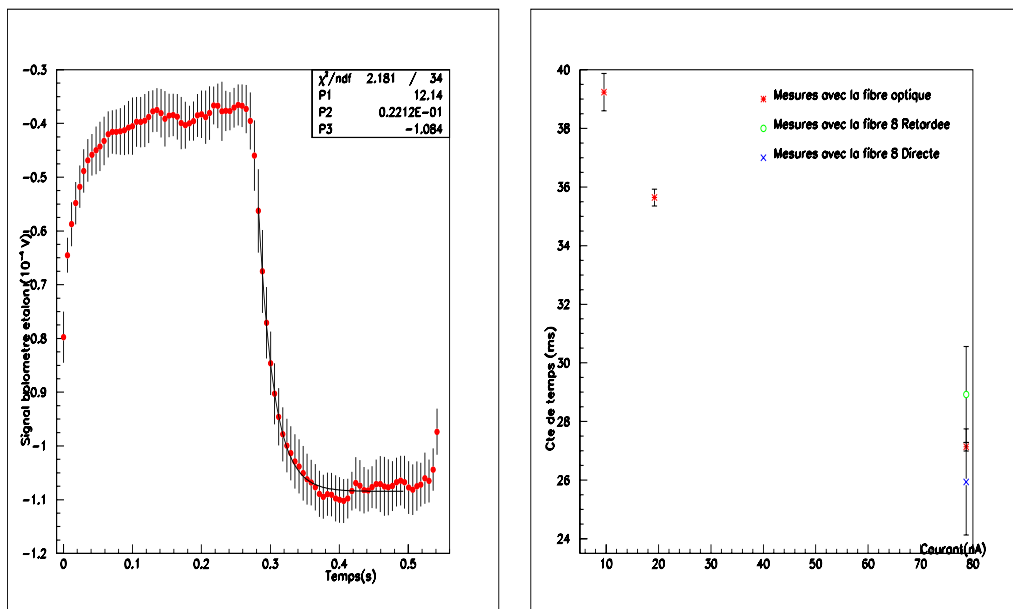 χ²/ndf 2.181 / 34
P1 12.14
P2 0.2212E-01
P3 -1.084
Signal bolometre etalon (10⁻⁴ V)
-0.3
-0.4
-0.5
-0.6
-0.7
-0.8
-0.9
-1
-1.1
-1.2
0 0.1 0.2 0.3 0.4 0.5
Temps(s)
Cte de temps (ms)
40
38
36
34
32
30
28
26
24
Mesures avec la fibre optique
Mesures avec la fibre 8 Retardee
Mesures avec la fibre 8 Directe
Courant(nA)
10 20 30 40 50 60 70 80